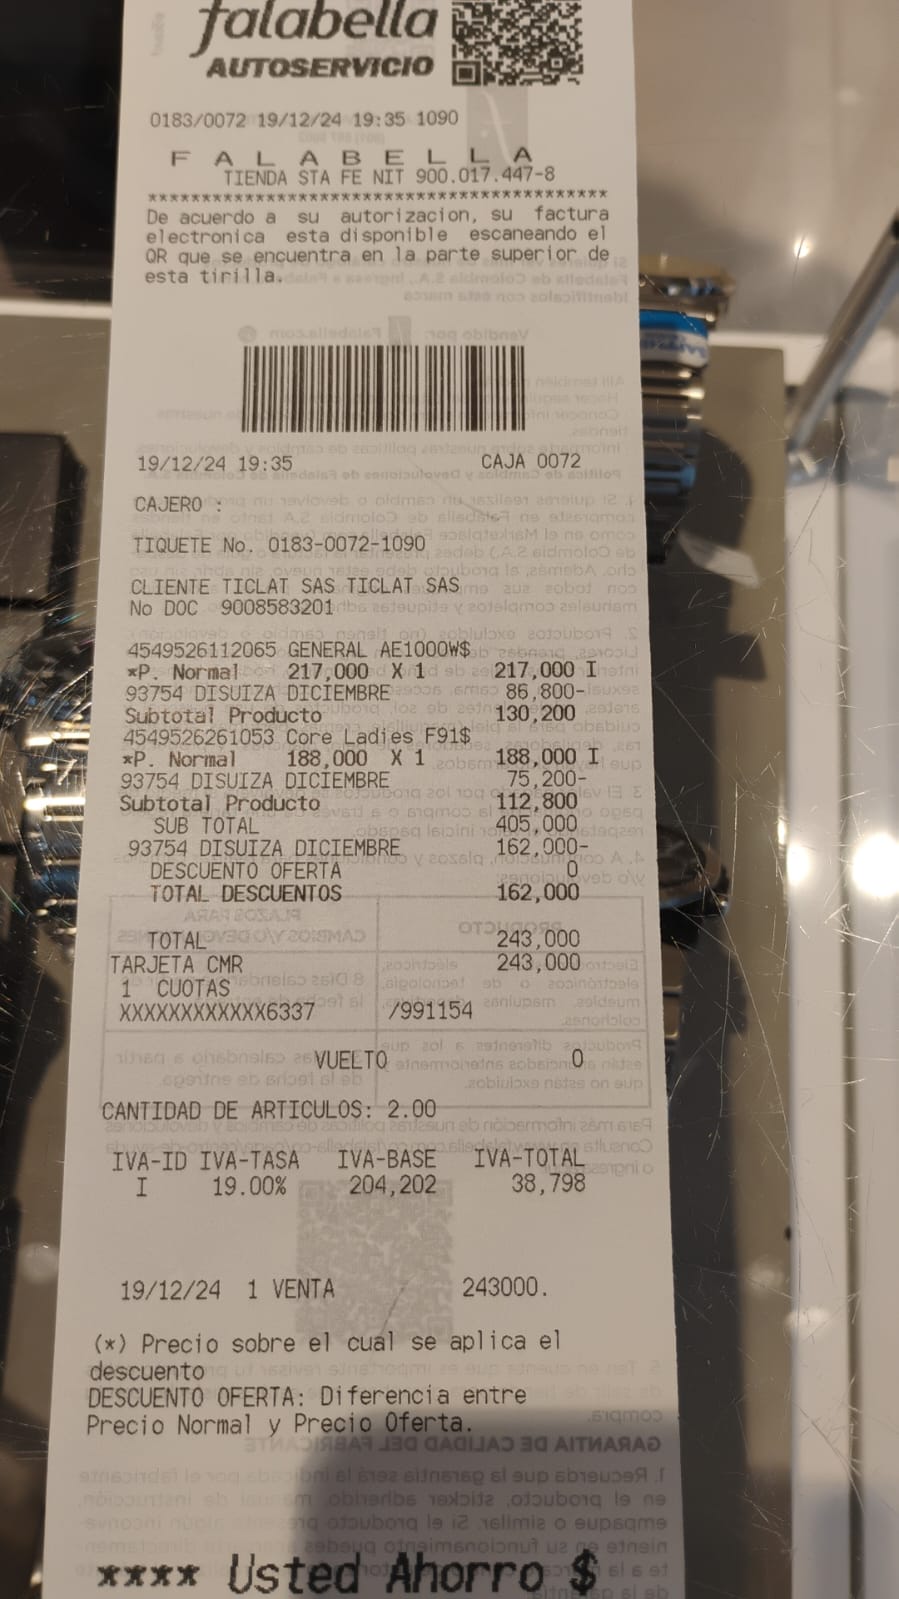 falabella
AUTOSERVICIO
0183/0072 19/12/24 19:35 1090
F A L A B E L L A
TIENDA STA FE NIT 900.017.447-8
******************************************
De acuerdo a su autorizacion, su factura
electronica esta disponible escaneando el
QR que se encuentra en la parte superior de
esta tirilla.
19/12/24 19:35 CAJA 0072
CAJERO :
TIQUETE No. 0183-0072-1090
CLIENTE TICLAT SAS TICLAT SAS
No DOC 9008583201
4549526112065 GENERAL AE1000W$
*P. Normal 217,000 X 1 217,000 I
93754 DISUIZA DICIEMBRE 86,800-
Subtotal Producto 130,200
4549526261053 Core Ladies F91$
*P. Normal 188,000 X 1 188,000 I
93754 DISUIZA DICIEMBRE 75,200-
Subtotal Producto 112,800
SUB TOTAL 405,000
93754 DISUIZA DICIEMBRE 162,000-
DESCUENTO OFERTA 0
TOTAL DESCUENTOS 162,000
TOTAL 243,000
TARJETA CMR 243,000
1 CUOTAS
XXXXXXXXXXXX6337 /991154
VUELTO 0
CANTIDAD DE ARTICULOS: 2.00
IVA-ID IVA-TASA IVA-BASE IVA-TOTAL
I 19.00% 204,202 38,798
19/12/24 1 VENTA 243000.
(*) Precio sobre el cual se aplica el
descuento
DESCUENTO OFERTA: Diferencia entre
Precio Normal y Precio Oferta.
**** Usted Ahorro $